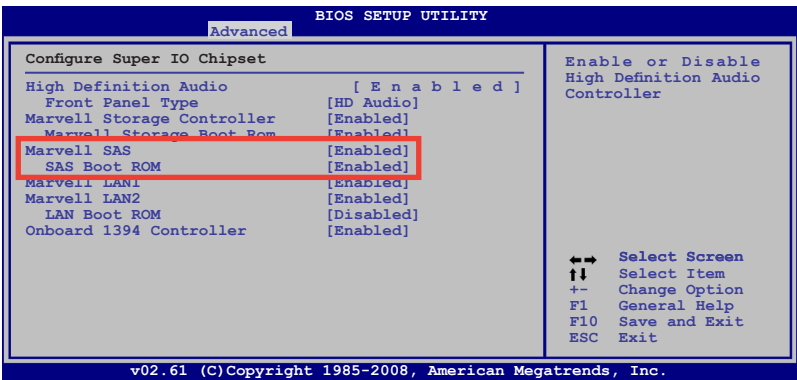 BIOS SETUP UTILITY
Advanced
Configure Super IO Chipset
High Definition Audio [ E n a b l e d ]
Front Panel Type [HD Audio]
Marvell Storage Controller [Enabled]
Marvell Storage Boot Rom [Enabled]
Marvell SAS [Enabled]
SAS Boot ROM [Enabled]
Marvell LAN1 [Enabled]
Marvell LAN2 [Enabled]
LAN Boot ROM [Disabled]
Onboard 1394 Controller [Enabled]
Enable or Disable
High Definition Audio
Controller
←→ Select Screen
↑↓ Select Item
+- Change Option
F1 General Help
F10 Save and Exit
ESC Exit
v02.61 (C)Copyright 1985-2008, American Megatrends, Inc.